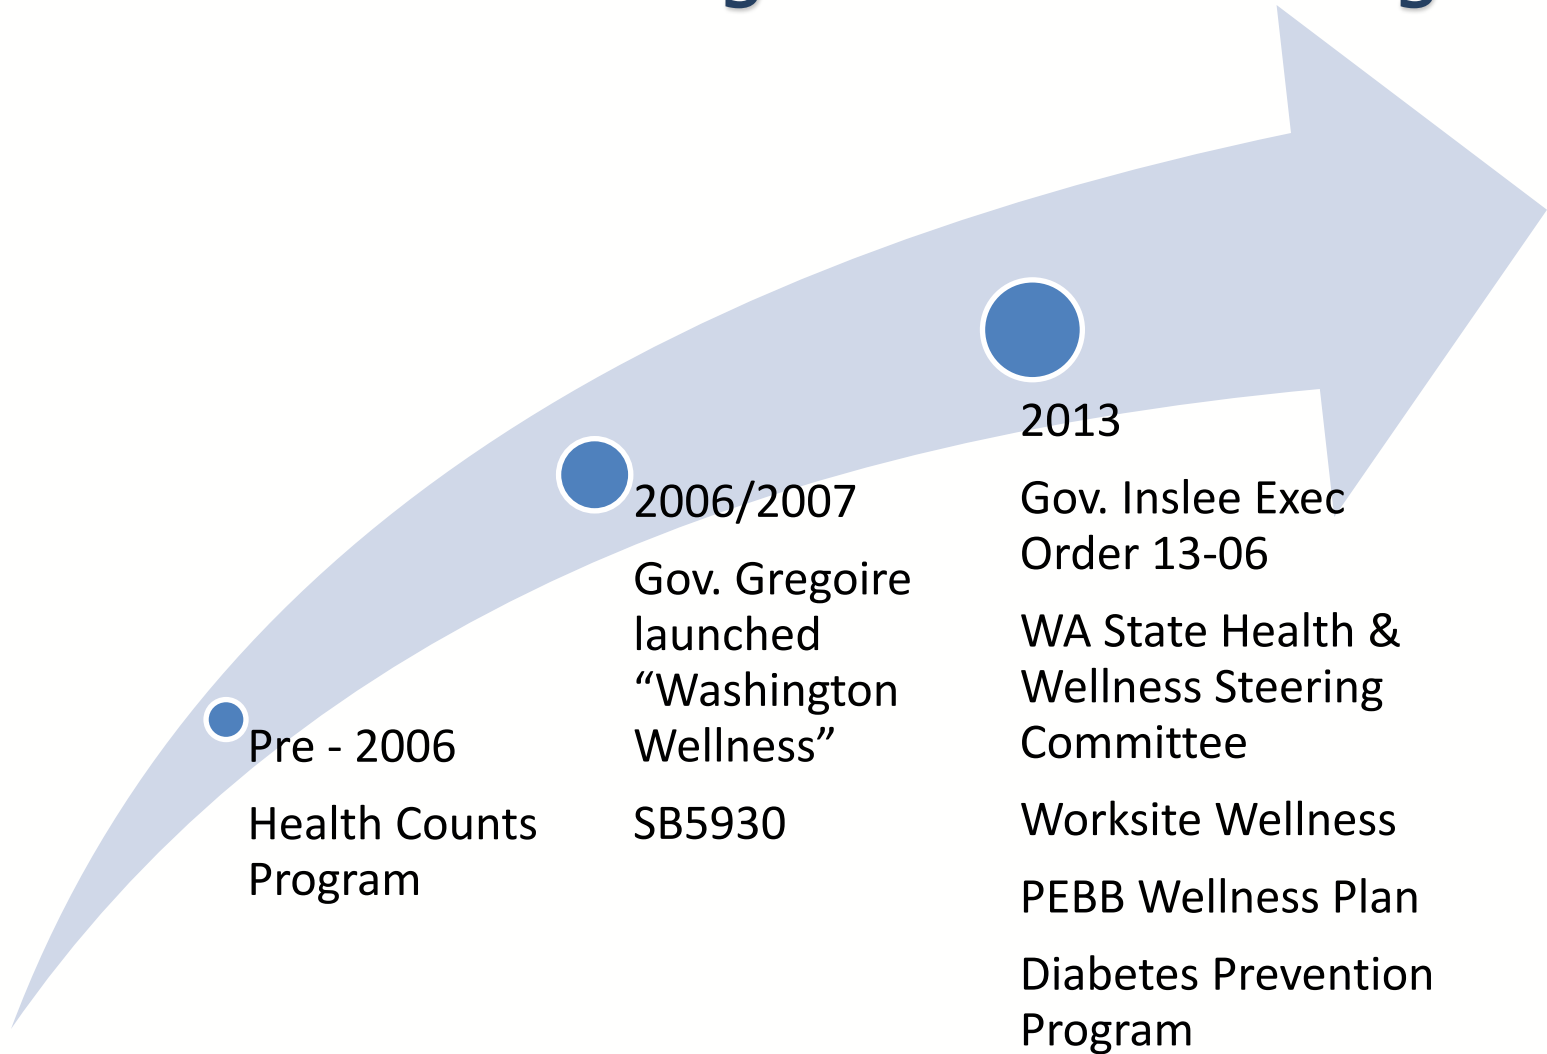 Pre - 2006
Health Counts
Program
2006/2007
Gov. Gregoire
launched
“Washington
Wellness”
SB5930
2013
Gov. Inslee Exec
Order 13-06
WA State Health &
Wellness Steering
Committee
Worksite Wellness
PEBB Wellness Plan
Diabetes Prevention
Program